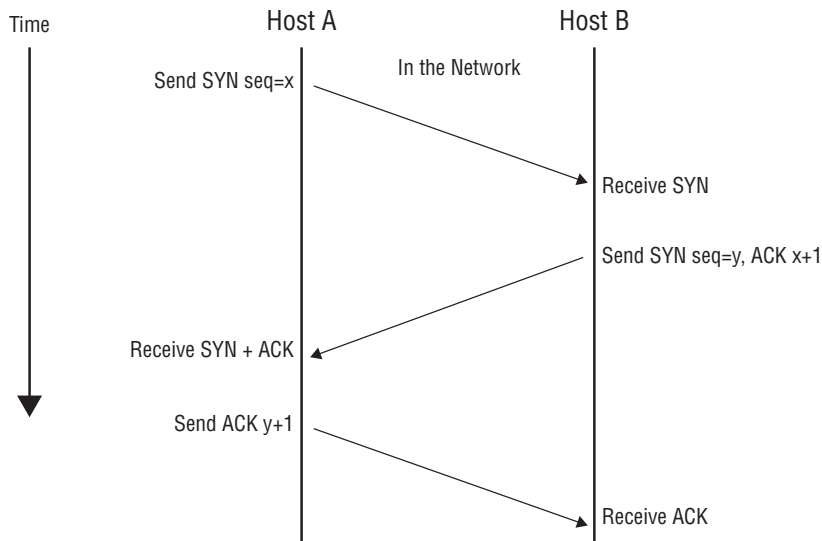 Time
Host A
Host B
In the Network
Send SYN seq=x
Receive SYN
Send SYN seq=y, ACK x+1
Receive SYN + ACK
Send ACK y+1
Receive ACK